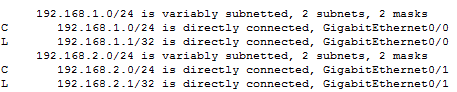 192.168.1.0/24 is variably subnetted, 2 subnets, 2 masks
C       192.168.1.0/24 is directly connected, GigabitEthernet0/0
L       192.168.1.1/32 is directly connected, GigabitEthernet0/0
     192.168.2.0/24 is variably subnetted, 2 subnets, 2 masks
C       192.168.2.0/24 is directly connected, GigabitEthernet0/1
L       192.168.2.1/32 is directly connected, GigabitEthernet0/1